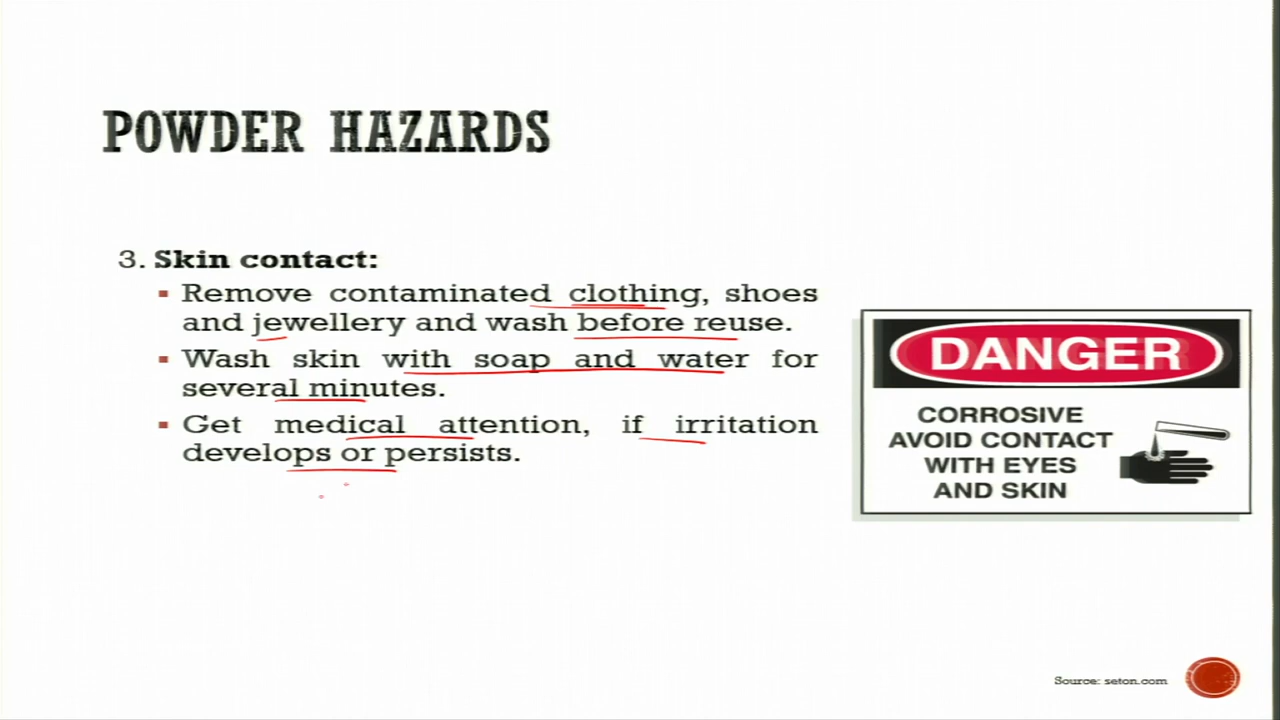 POWDER HAZARDS
3. Skin contact:
▪ Remove contaminated clothing, shoes
and jewellery and wash before reuse.
▪ Wash skin with soap and water for
several minutes.
▪ Get medical attention, if irritation
develops or persists.
DANGER
CORROSIVE
AVOID CONTACT
WITH EYES
AND SKIN
Source: seton.com